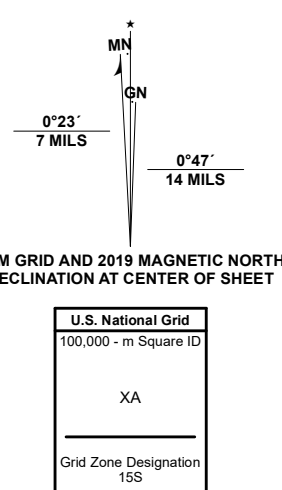 ★
MN
GN
0°23´
7 MILS
0°47´
14 MILS
M GRID AND 2019 MAGNETIC NORTH
ECLINATION AT CENTER OF SHEET
U.S. National Grid
100,000 - m Square ID
XA
Grid Zone Designation
15S